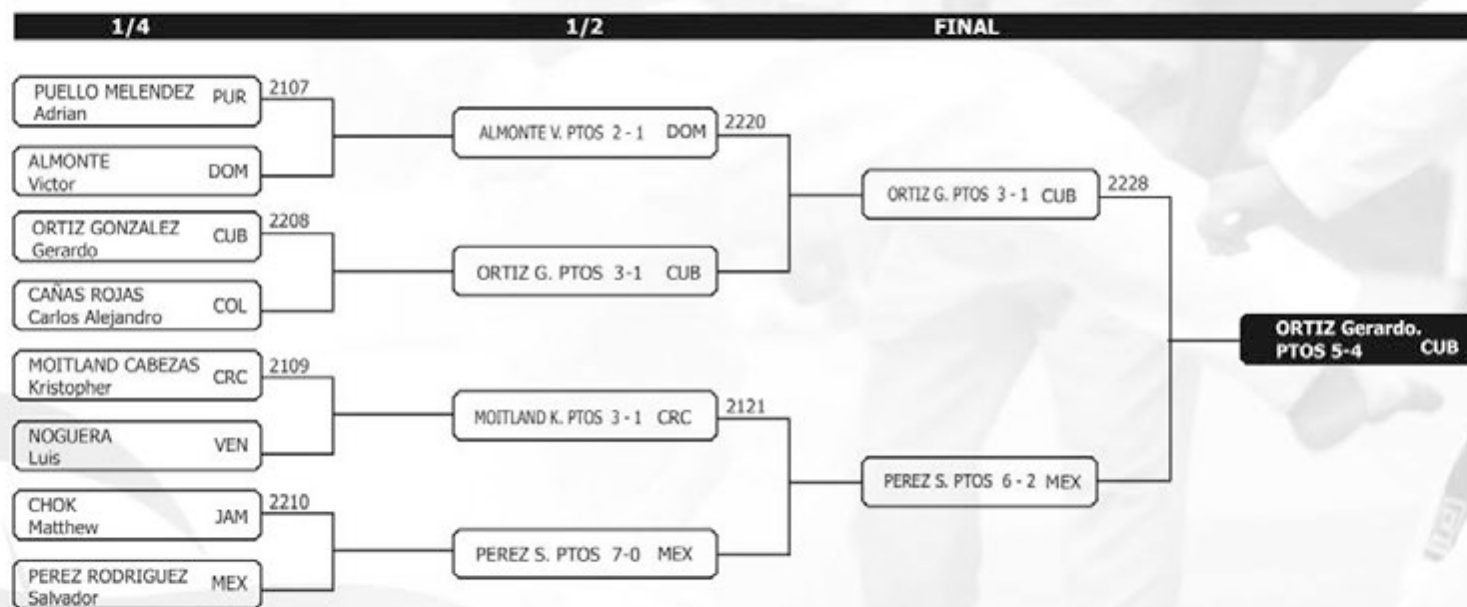 1/4 1/2 FINAL
PUELLO MELENDEZ PUR 2107
Adrian
ALMONTE DOM
Victor
ORTIZ GONZALEZ CUB 2208
Gerardo
CAÑAS ROJAS COL
Carlos Alejandro
MOITLAND CABEZAS CRC 2109
Kristopher
NOGUERA VEN
Luis
CHOK JAM 2210
Matthew
PEREZ RODRIGUEZ MEX
Salvador
ALMONTE V. PTOS 2 - 1 DOM 2220
ORTIZ G. PTOS 3-1 CUB
MOITLAND K. PTOS 3 - 1 CRC 2121
PEREZ S. PTOS 7-0 MEX
ORTIZ G. PTOS 3 - 1 CUB 2228
PEREZ S. PTOS 6 - 2 MEX
ORTIZ Gerardo.
PTOS 5-4 CUB